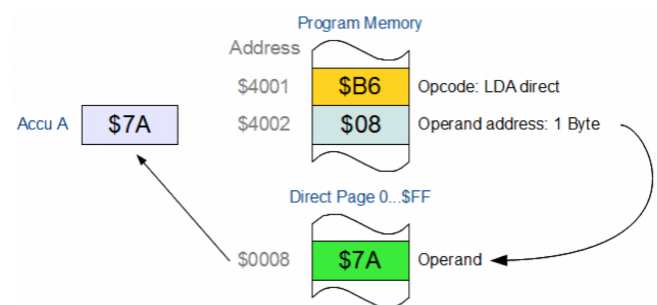 Program Memory
Address
$4001 $B6 Opcode: LDA direct
Accu A $7A $4002 $08 Operand address: 1 Byte
Direct Page 0...$FF
$0008 $7A Operand